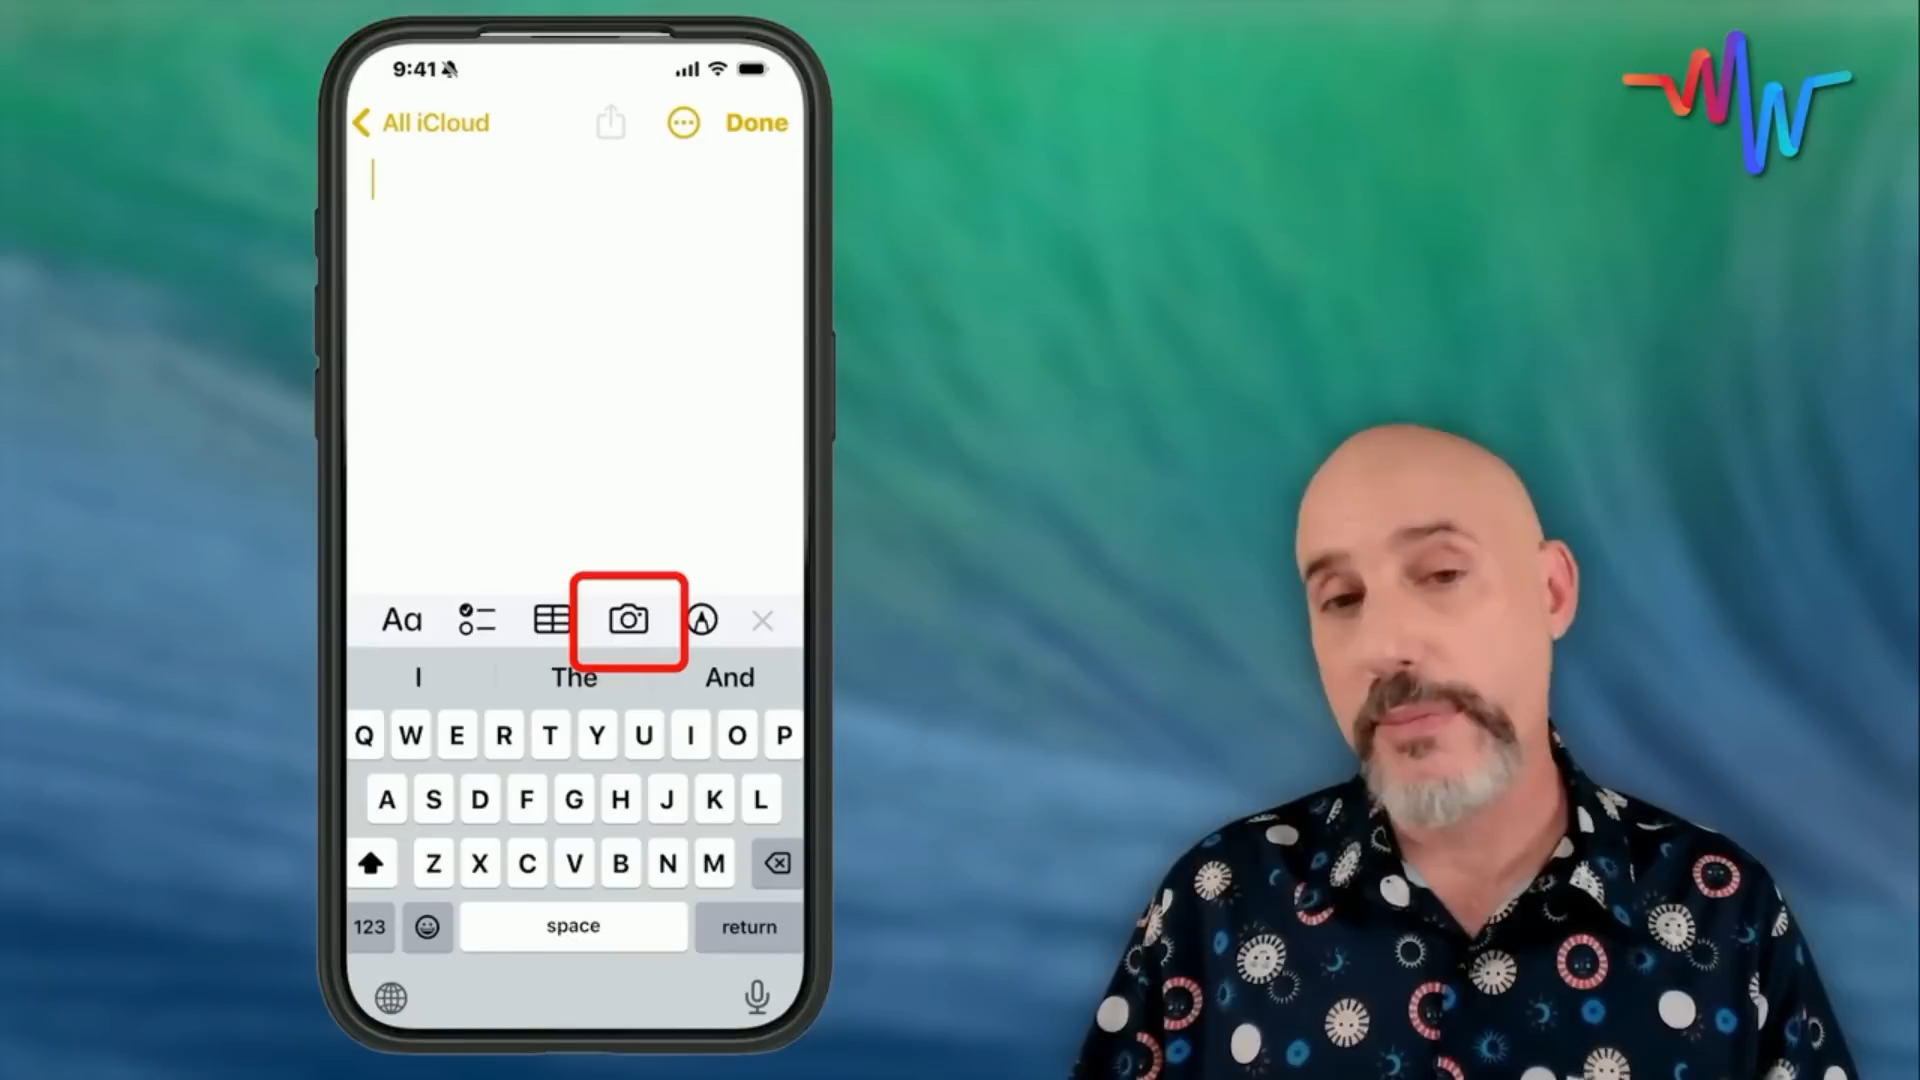 9:41
All iCloud
Done
Aa
I The And
Q W E R T Y U I O P
A S D F G H J K L
Z X C V B N M
123 space return